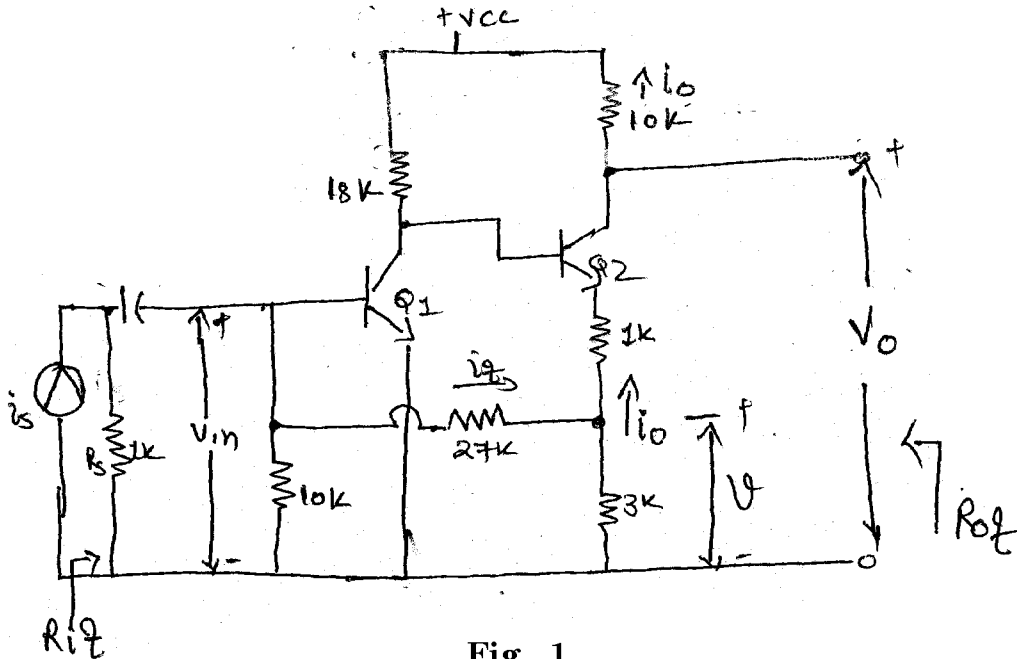 +VCC
io
10K
18K
Q2
Q1
+
1K
+
if
io
+
Vo
is
Rs 1K
Vin
27K
10K
3K
v
Rof
-
-
Rif
Fig. 1